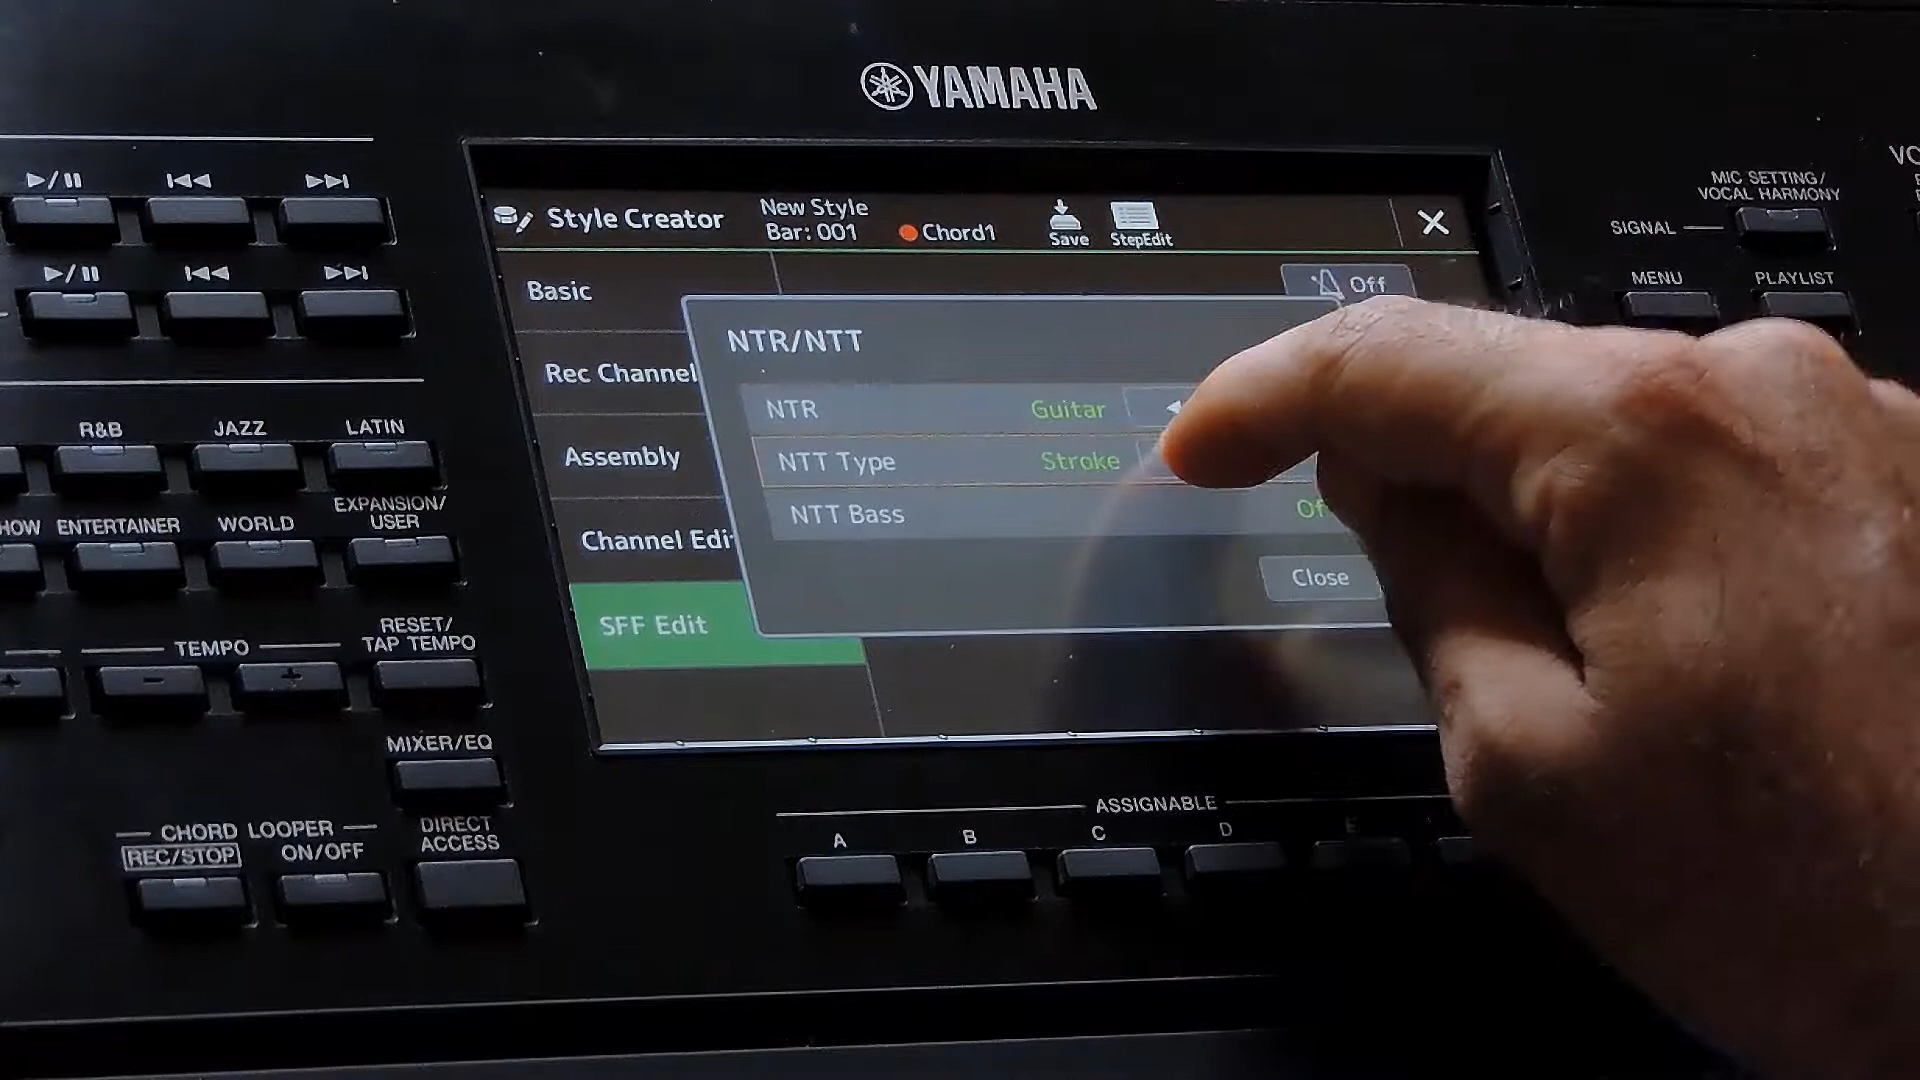 YAMAHA
MIC SETTING/
VOCAL HARMONY
SIGNAL
MENU
PLAYLIST
Style Creator
New Style
Bar: 001
Chord1
Save
StepEdit
Basic
Off
NTR/NTT
Rec Channel
NTR
Guitar
Assembly
NTT Type
Stroke
NTT Bass
Channel Edi
Close
SFF Edit
R&B
JAZZ
LATIN
ENTERTAINER
WORLD
EXPANSION/
USER
TEMPO
RESET/
TAP TEMPO
+
-
+
MIXER/EQ
CHORD LOOPER
REC/STOP
ON/OFF
DIRECT
ACCESS
ASSIGNABLE
A
B
C
D
E